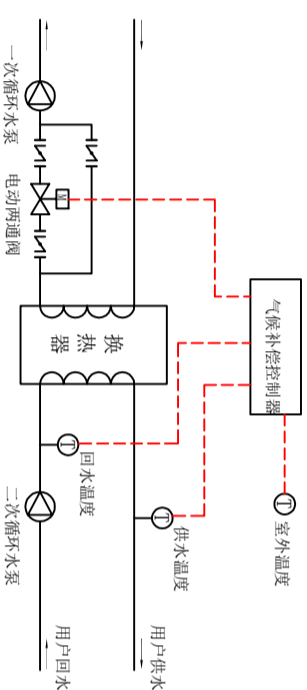 气候补偿控制器
室外温度
T
M
一次循环水泵
电动两通阀
换热器
T
回水温度
T
供水温度
二次循环水泵
用户供水
用户回水